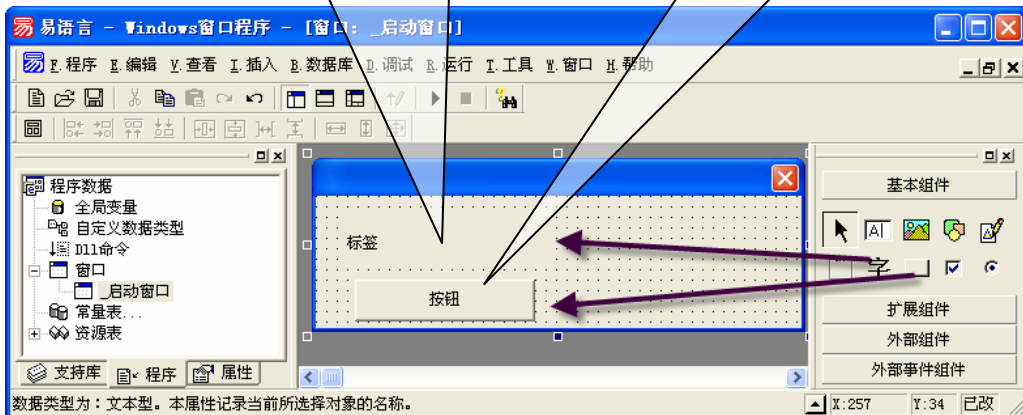 易语言 - Windows窗口程序 - [窗口: _启动窗口]
F.程序 E.编辑 V.查看 I.插入 B.数据库 D.调试 R.运行 T.工具 W.窗口 H.帮助
程序数据
全局变量
自定义数据类型
Dll命令
窗口
_启动窗口
常量表...
资源表
支持库 程序 属性
标签
按钮
基本组件
字
扩展组件
外部组件
外部事件组件
数据类型为：文本型。本属性记录当前所选择对象的名称。
X:257 Y:34 已改